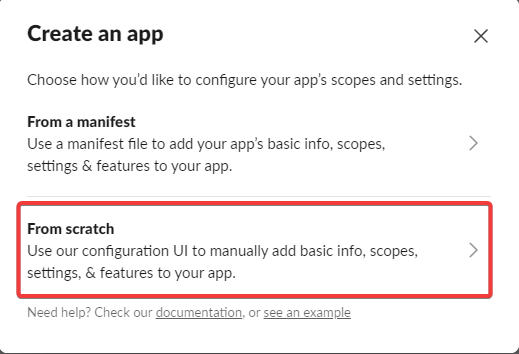 Create an app
Choose how you'd like to configure your app's scopes and settings.
From a manifest
Use a manifest file to add your app's basic info, scopes,
settings & features to your app.
From scratch
Use our configuration UI to manually add basic info, scopes,
settings, & features to your app.
Need help? Check our documentation, or see an example